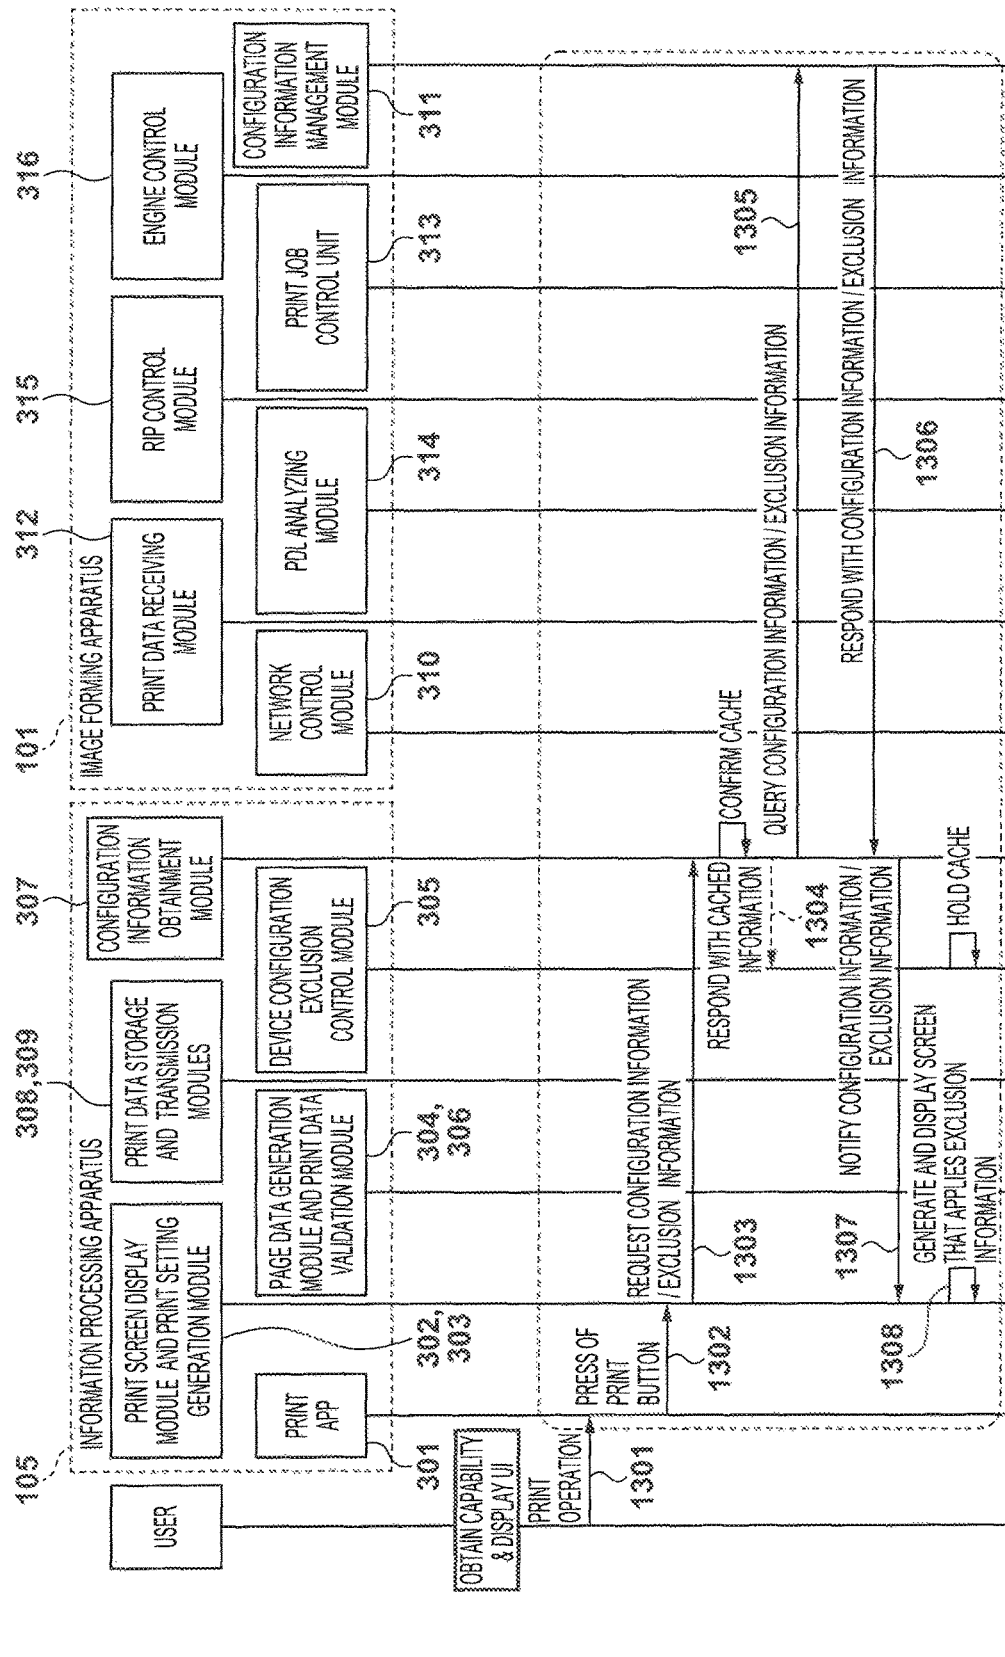 105
INFORMATION PROCESSING APPARATUS
101
IMAGE FORMING APPARATUS
USER
PRINT SCREEN DISPLAY
MODULE AND PRINT SETTING
GENERATION MODULE
302,
303
PRINT DATA STORAGE
AND TRANSMISSION
MODULES
308,309
CONFIGURATION
INFORMATION
OBTAINMENT
MODULE
307
PRINT DATA RECEIVING
MODULE
312
RIP CONTROL
MODULE
315
ENGINE CONTROL
MODULE
316
PRINT
APP
301
PAGE DATA GENERATION
MODULE AND PRINT DATA
VALIDATION MODULE
304,
306
DEVICE CONFIGURATION
EXCLUSION
CONTROL MODULE
305
NETWORK
CONTROL
MODULE
310
PDL ANALYZING
MODULE
314
PRINT JOB
CONTROL UNIT
313
CONFIGURATION
INFORMATION
MANAGEMENT
MODULE
311
OBTAIN CAPABILITY
& DISPLAY UI
PRINT
OPERATION
1301
PRESS OF
PRINT
BUTTON
1302
REQUEST CONFIGURATION INFORMATION
/ EXCLUSION INFORMATION
1303
CONFIRM CACHE
RESPOND WITH CACHED
INFORMATION
1304
QUERY CONFIGURATION INFORMATION / EXCLUSION INFORMATION
1305
RESPOND WITH CONFIGURATION INFORMATION / EXCLUSION INFORMATION
1306
NOTIFY CONFIGURATION INFORMATION /
EXCLUSION INFORMATION
1307
HOLD CACHE
GENERATE AND DISPLAY SCREEN
THAT APPLIES EXCLUSION
INFORMATION
1308